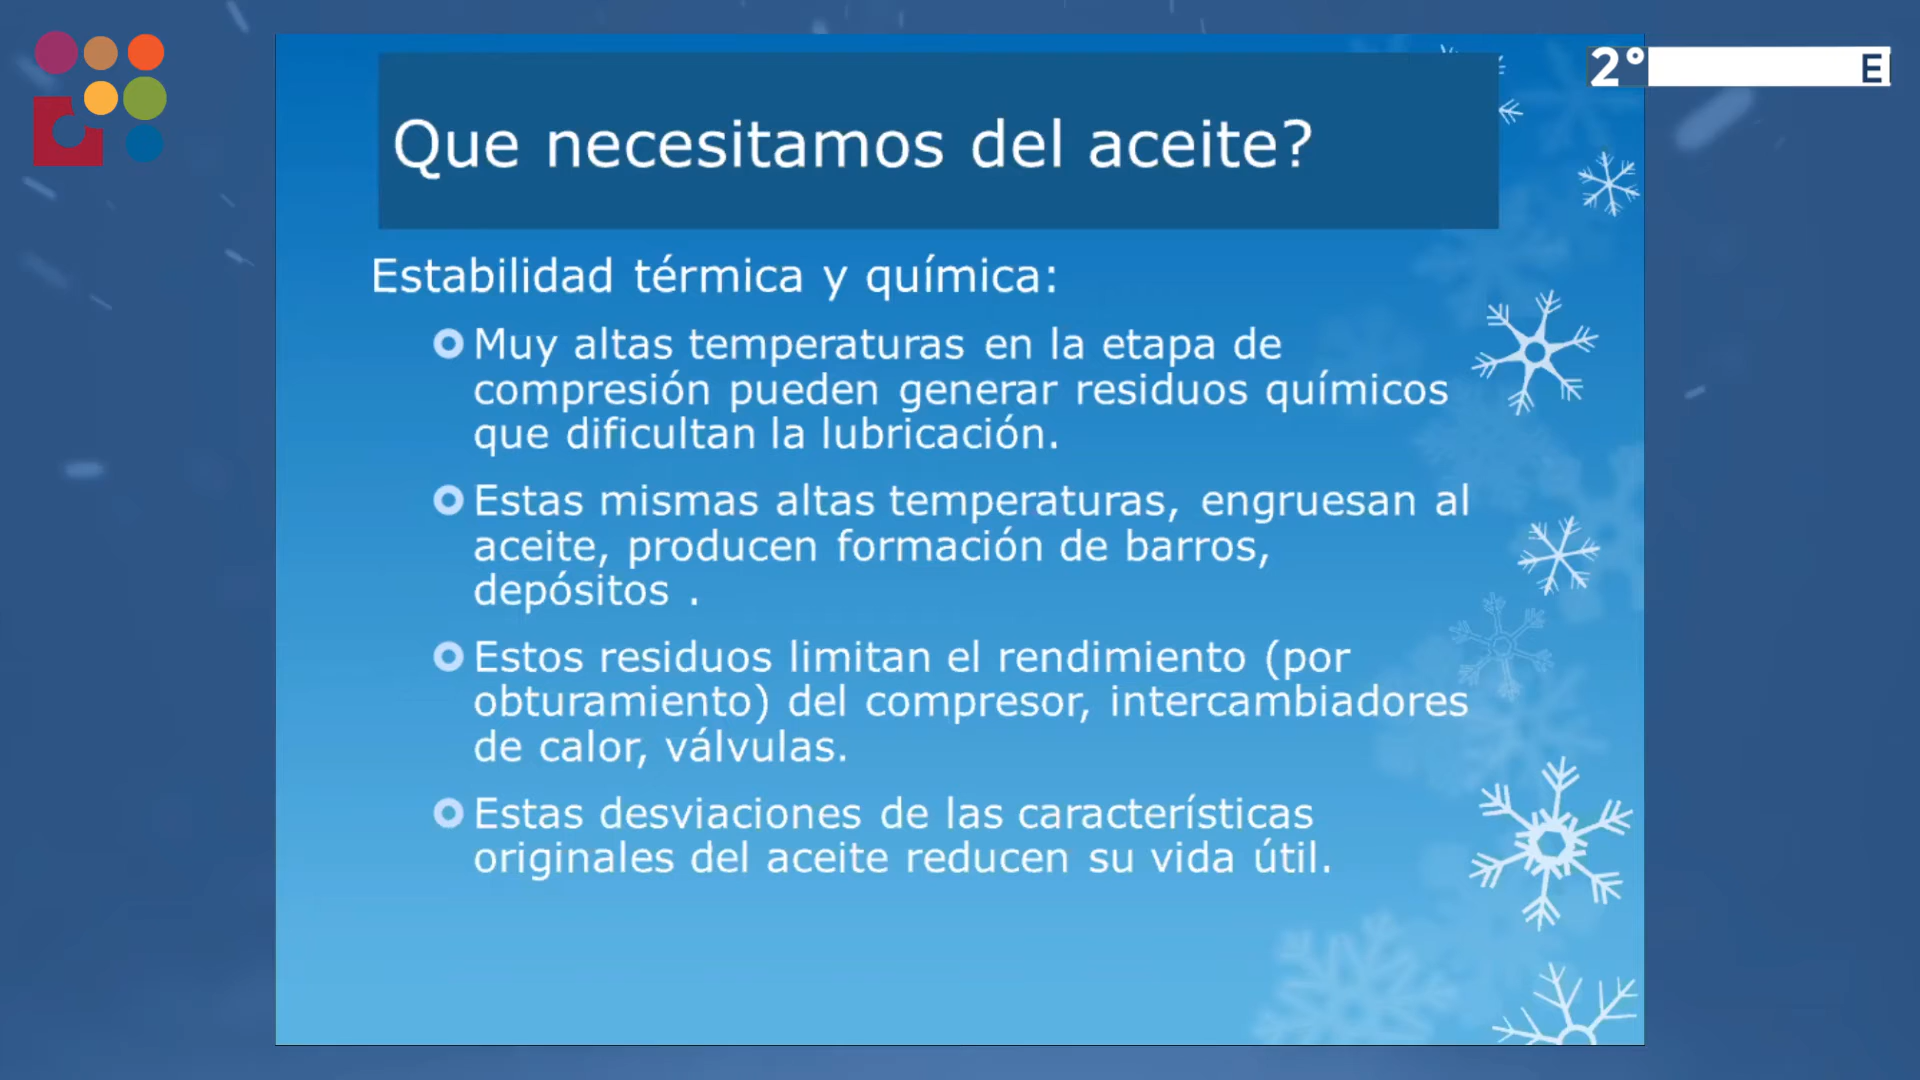 2° E
Que necesitamos del aceite?
Estabilidad térmica y química:
Muy altas temperaturas en la etapa de
compresión pueden generar residuos químicos
que dificultan la lubricación.
Estas mismas altas temperaturas, engruesan al
aceite, producen formación de barros,
depósitos .
Estos residuos limitan el rendimiento (por
obturamiento) del compresor, intercambiadores
de calor, válvulas.
Estas desviaciones de las características
originales del aceite reducen su vida útil.